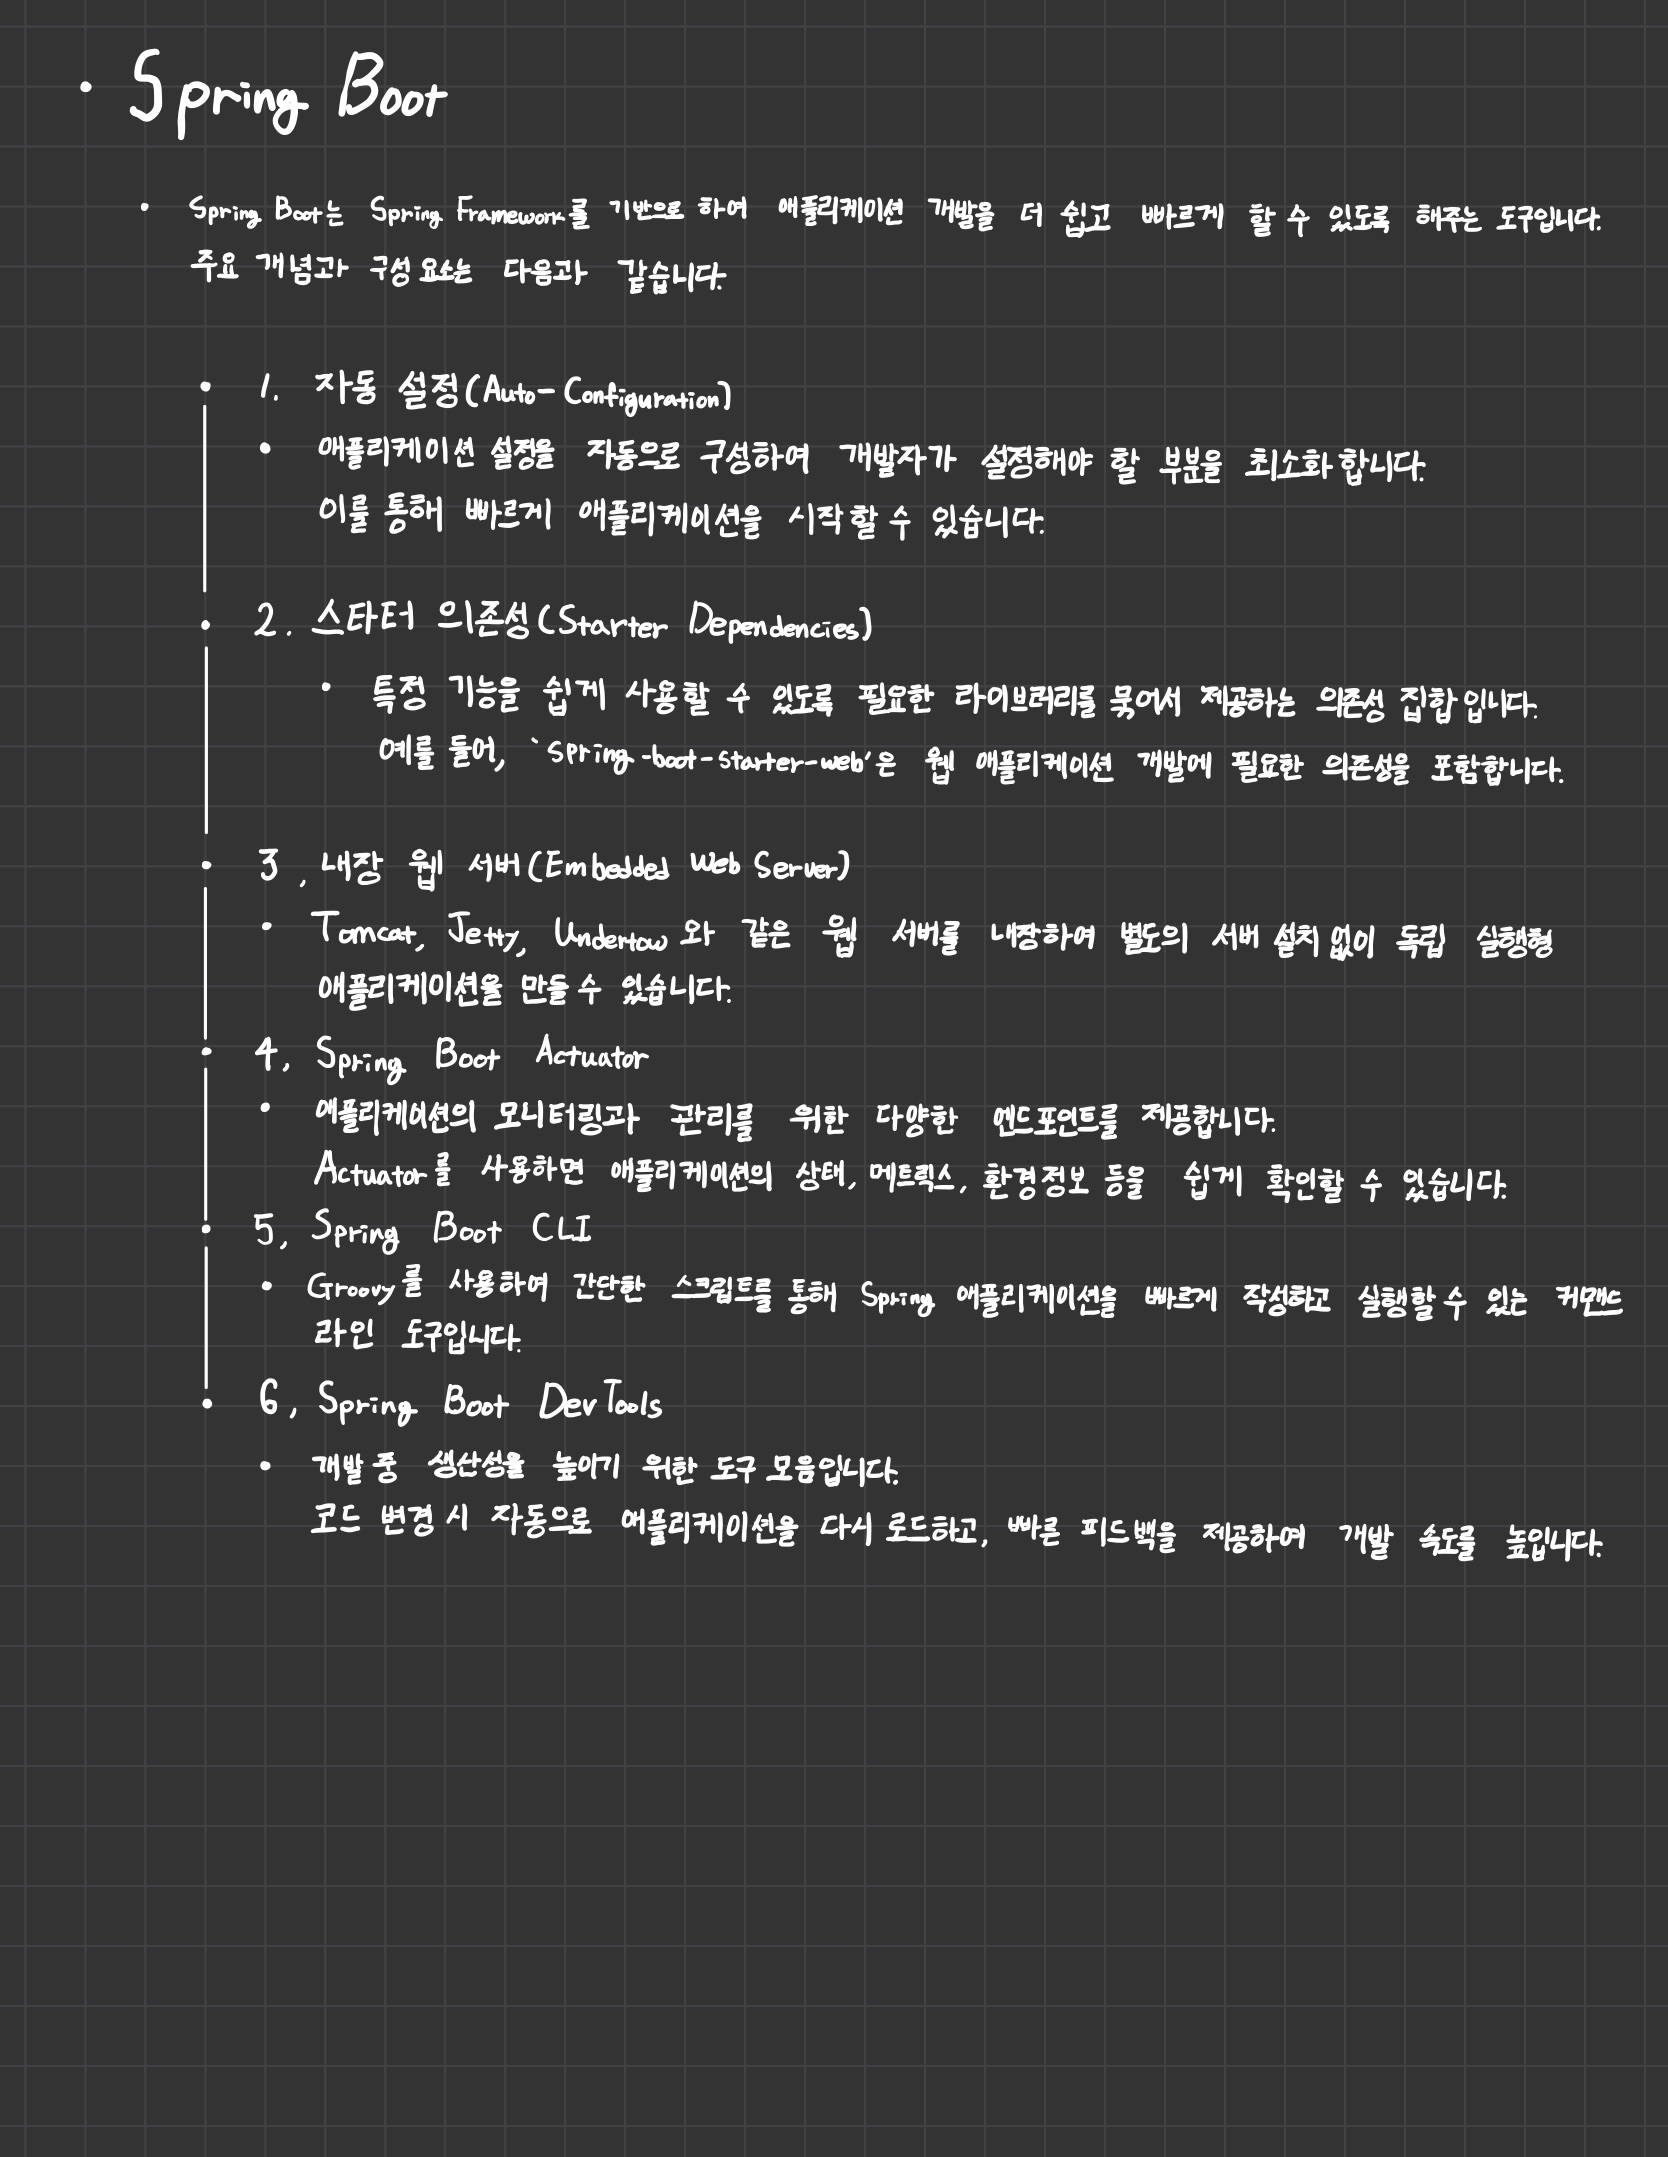 · Spring Boot
· Spring Boot는 Spring Framework를 기반으로 하여 애플리케이션 개발을 더 쉽고 빠르게 할 수 있도록 해주는 도구입니다.
주요 개념과 구성 요소는 다음과 같습니다.
· 1. 자동 설정(Auto-Configuration)
· 애플리케이션 설정을 자동으로 구성하여 개발자가 설정해야 할 부분을 최소화 합니다.
이를 통해 빠르게 애플리케이션을 시작할 수 있습니다.
· 2. 스타터 의존성(Starter Dependencies)
· 특정 기능을 쉽게 사용할 수 있도록 필요한 라이브러리를 묶어서 제공하는 의존성 집합입니다.
예를 들어, `spring-boot-starter-web'은 웹 애플리케이션 개발에 필요한 의존성을 포함합니다.
· 3, 내장 웹 서버(Embedded Web Server)
· Tomcat, Jetty, Undertow 와 같은 웹 서버를 내장하여 별도의 서버 설치 없이 독립 실행형
애플리케이션을 만들 수 있습니다.
· 4, Spring Boot Actuator
· 애플리케이션의 모니터링과 관리를 위한 다양한 엔드포인트를 제공합니다.
Actuator를 사용하면 애플리케이션의 상태, 메트릭스, 환경정보 등을 쉽게 확인할 수 있습니다.
· 5, Spring Boot CLI
· Groovy를 사용하여 간단한 스크립트를 통해 Spring 애플리케이션을 빠르게 작성하고 실행할 수 있는 커맨드
라인 도구입니다.
· 6, Spring Boot DevTools
· 개발 중 생산성을 높이기 위한 도구 모음입니다.
코드 변경 시 자동으로 애플리케이션을 다시 로드하고, 빠른 피드백을 제공하여 개발 속도를 높입니다.